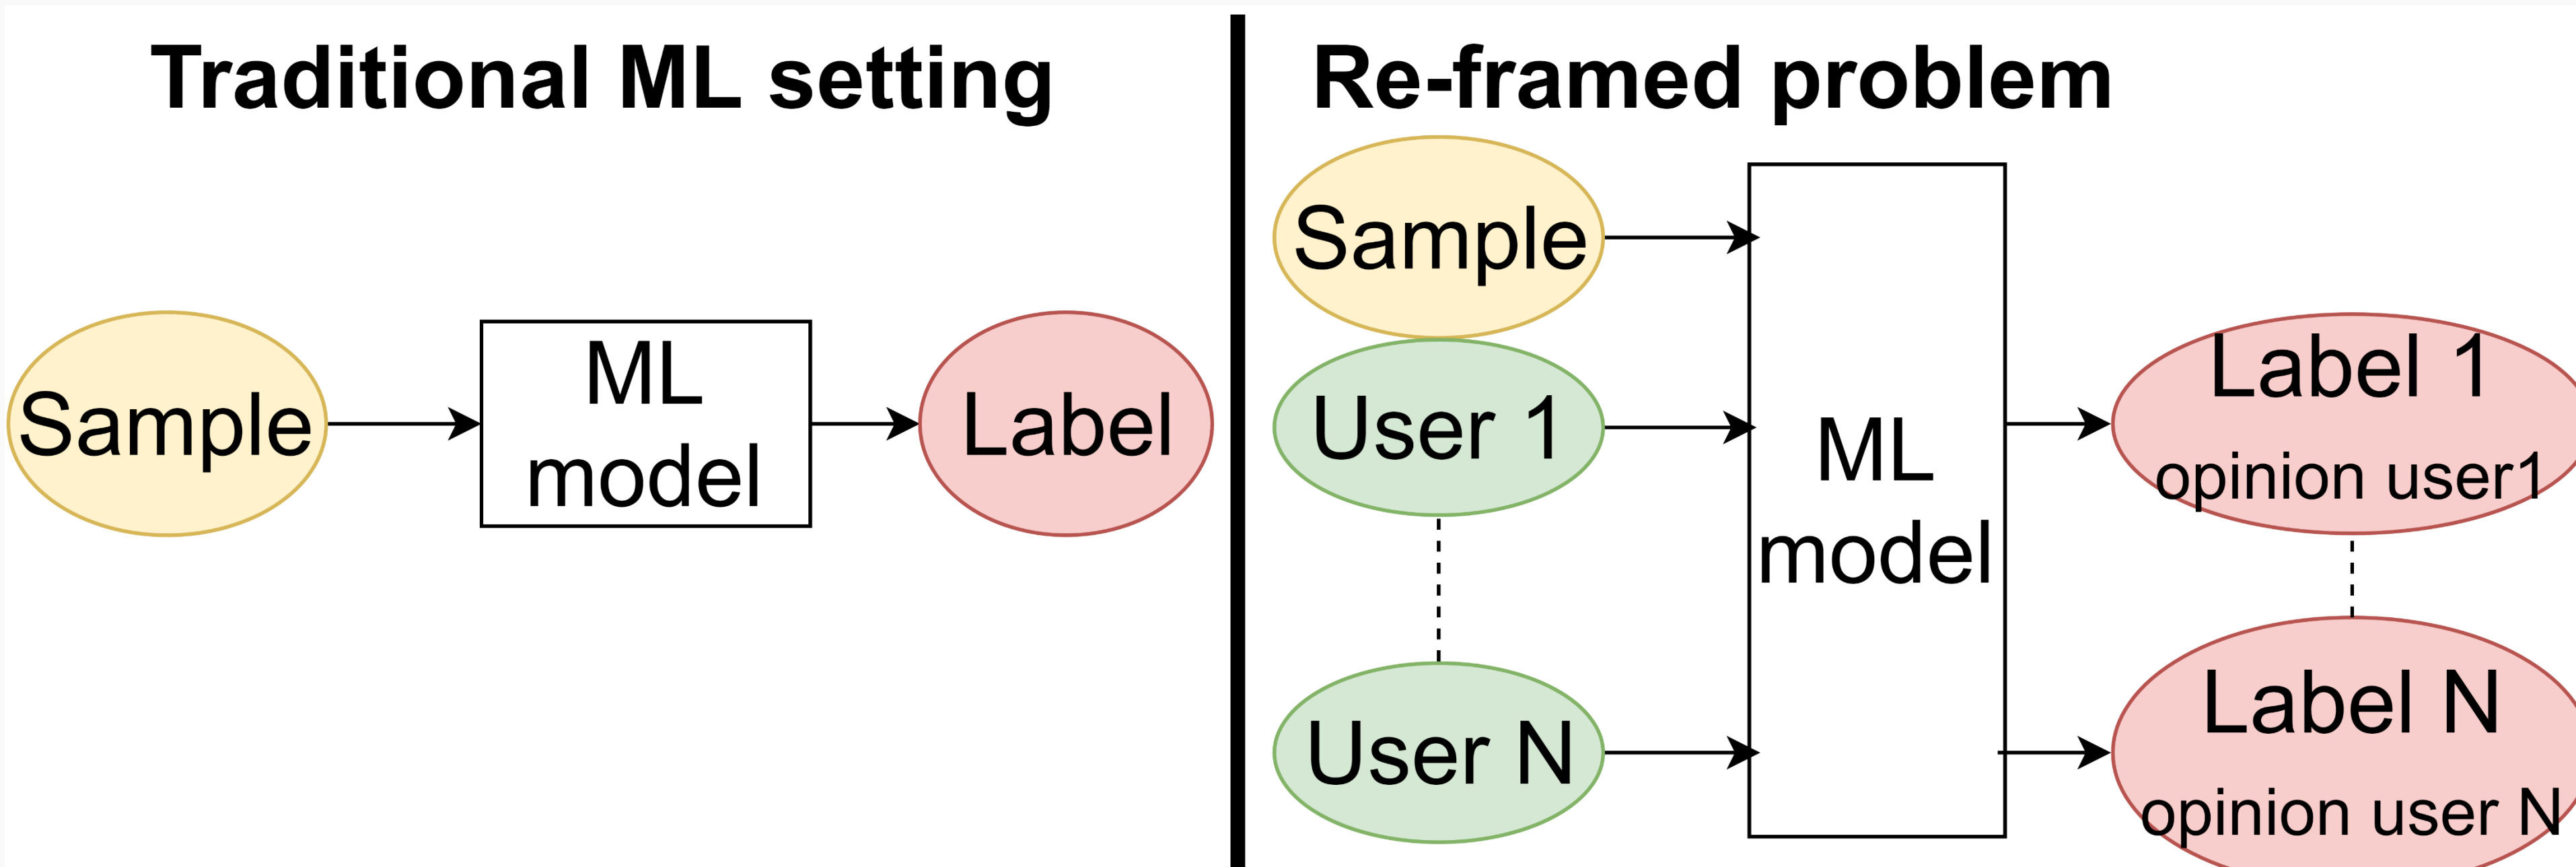 Traditional ML setting
Sample
ML
model
Label
Re-framed problem
Sample
User 1
User N
ML
model
Label 1
opinion user1
Label N
opinion user N